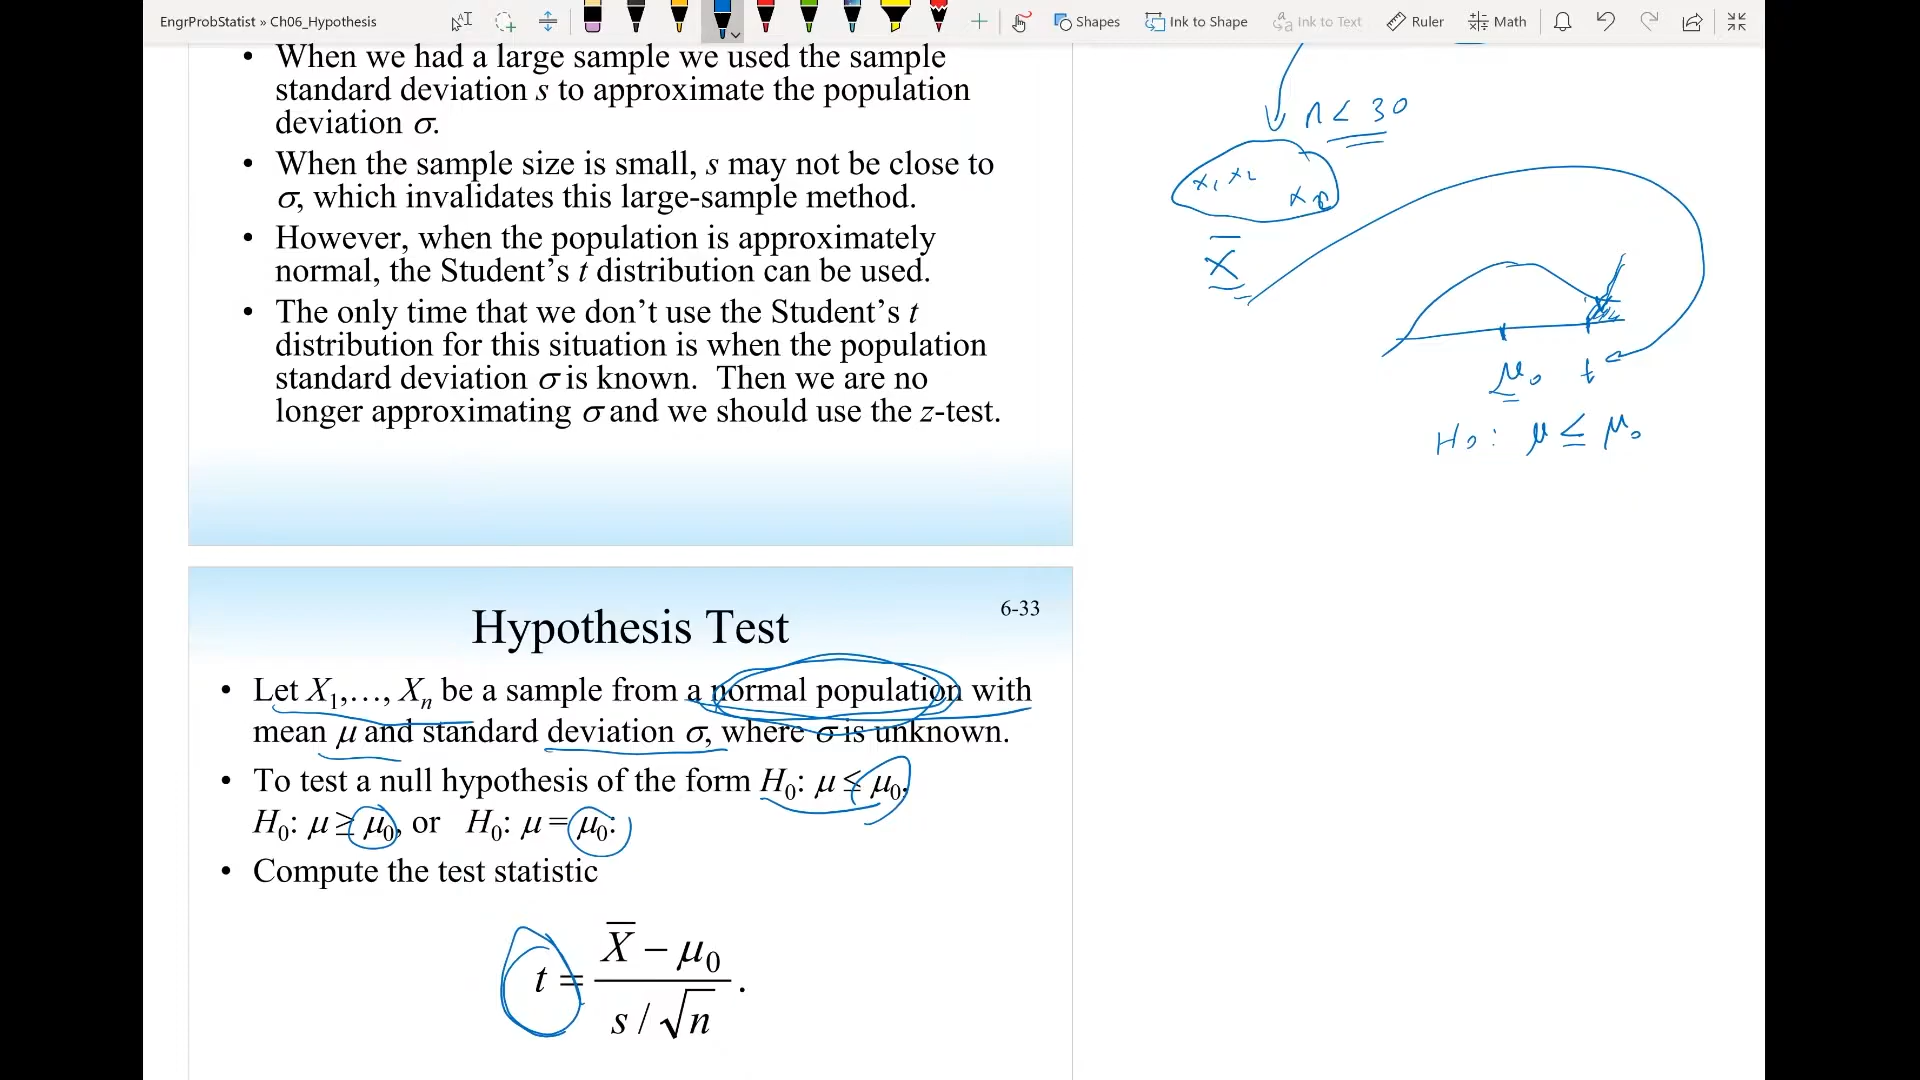 EngrProbStatist » Ch06_Hypothesis
Shapes Ink to Shape Ink to Text Ruler Math
• When we had a large sample we used the sample
standard deviation s to approximate the population
deviation σ.
• When the sample size is small, s may not be close to
σ, which invalidates this large-sample method.
• However, when the population is approximately
normal, the Student’s t distribution can be used.
• The only time that we don’t use the Student’s t
distribution for this situation is when the population
standard deviation σ is known. Then we are no
longer approximating σ and we should use the z-test.
n < 30
x₁ x₂
X̄
μ₀ t
H₀: μ ≤ μ₀
6-33
Hypothesis Test
• Let X₁,…, Xₙ be a sample from a normal population with
mean μ and standard deviation σ, where σ is unknown.
• To test a null hypothesis of the form H₀: μ ≤ μ₀,
H₀: μ ≥ μ₀, or H₀: μ = μ₀:
• Compute the test statistic
t = (X̄ − μ₀) / (s / √n).